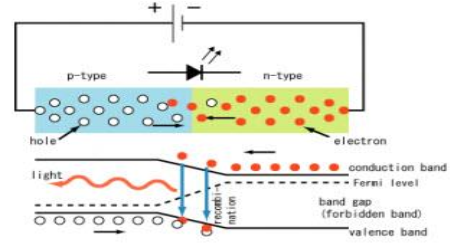 + −
p-type n-type
hole electron
light
conduction band
Fermi level
recombi-
nation
band gap
(forbidden band)
valence band